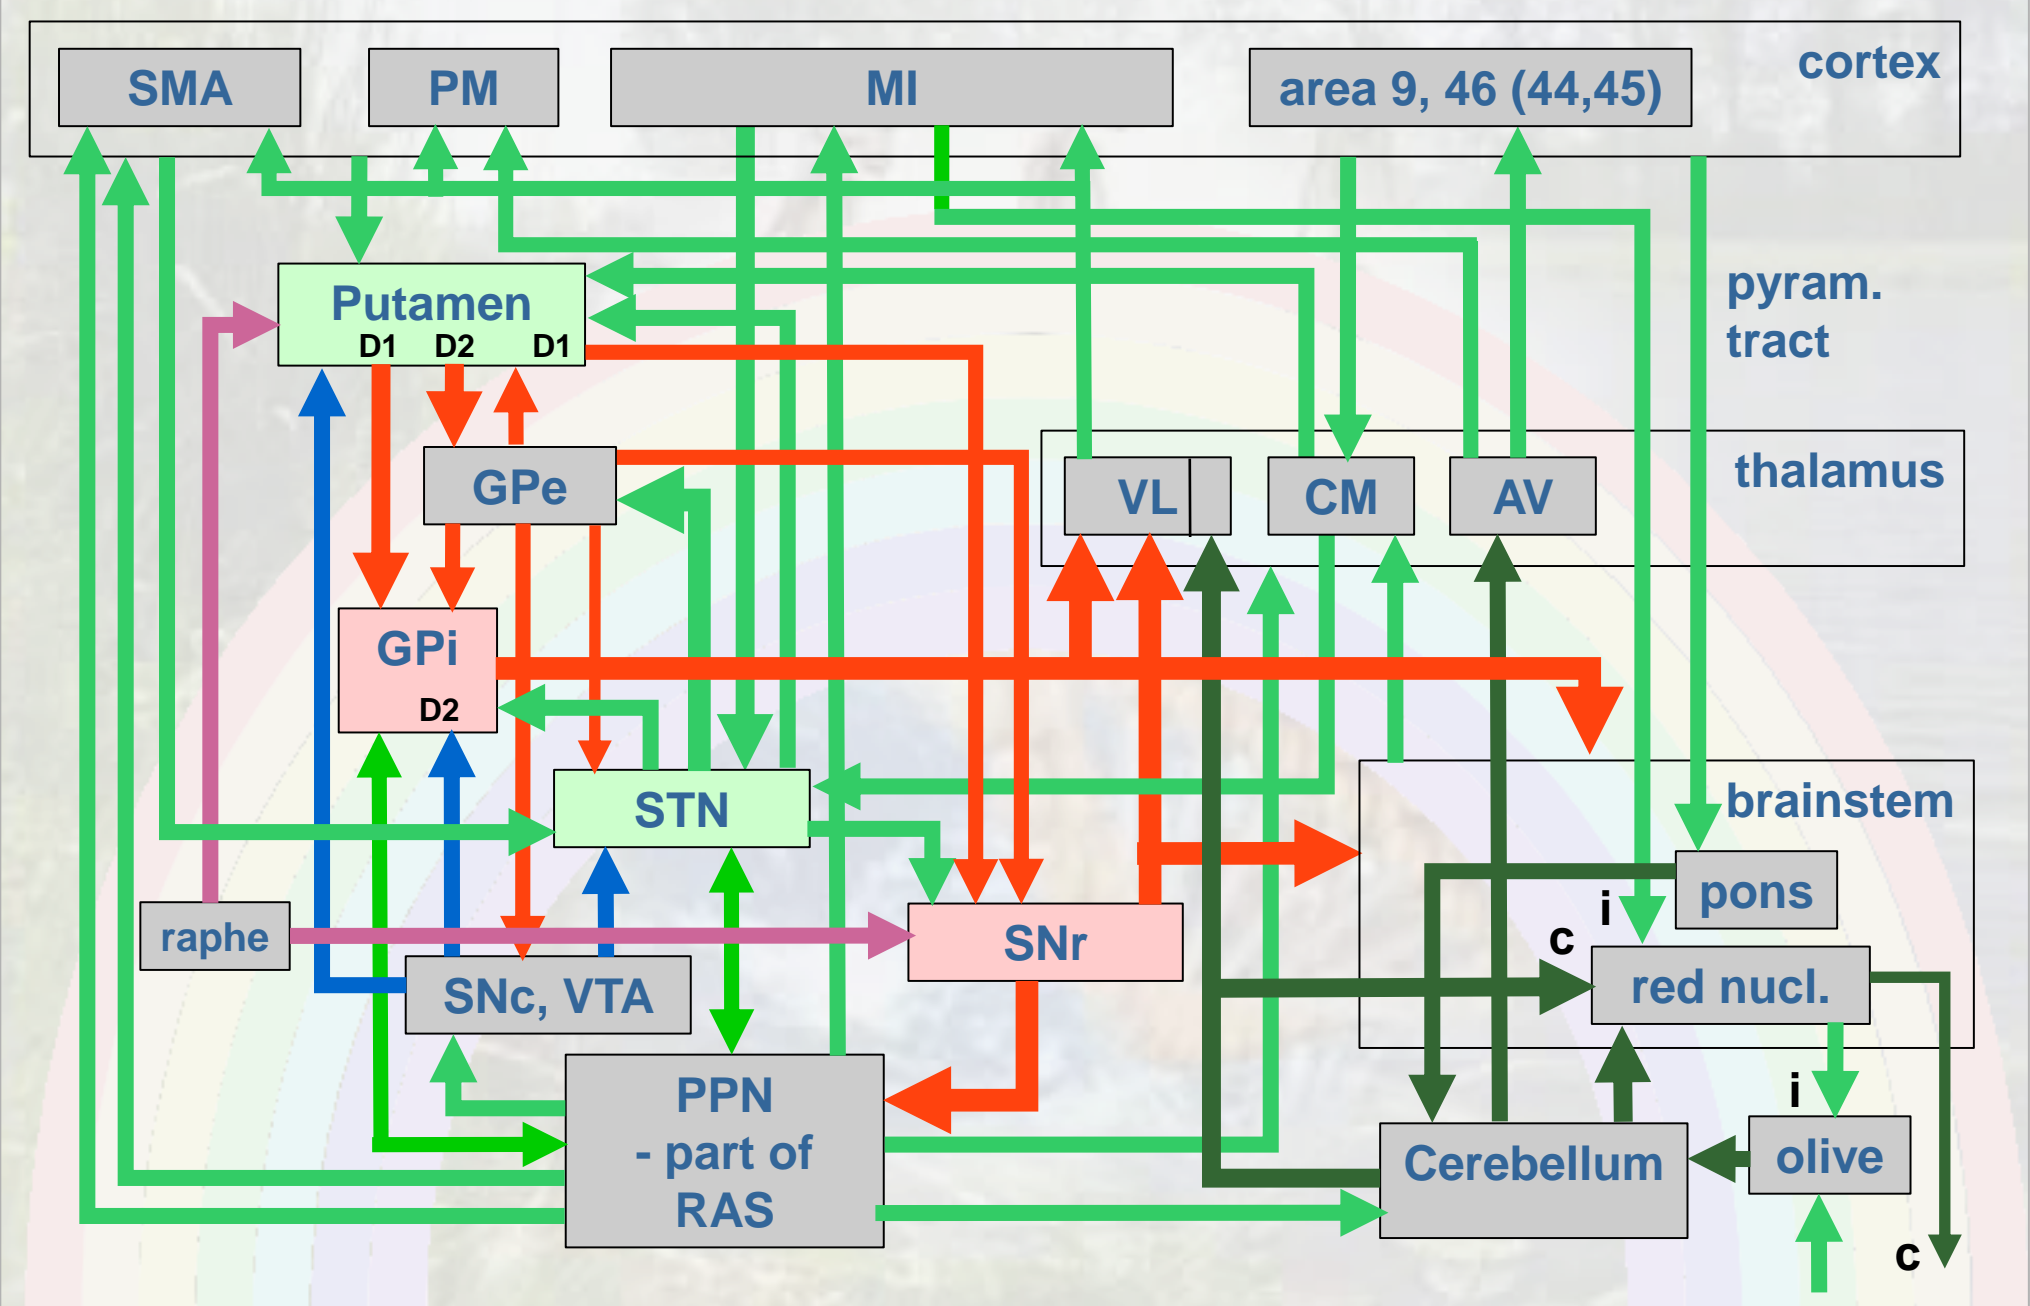 cortex
SMA
PM
MI
area 9, 46 (44,45)
Putamen
D1
D2
D1
pyram.
tract
GPe
thalamus
VL
CM
AV
GPi
D2
STN
brainstem
pons
i
c
raphe
SNr
SNc, VTA
red nucl.
PPN
- part of
RAS
i
Cerebellum
olive
c